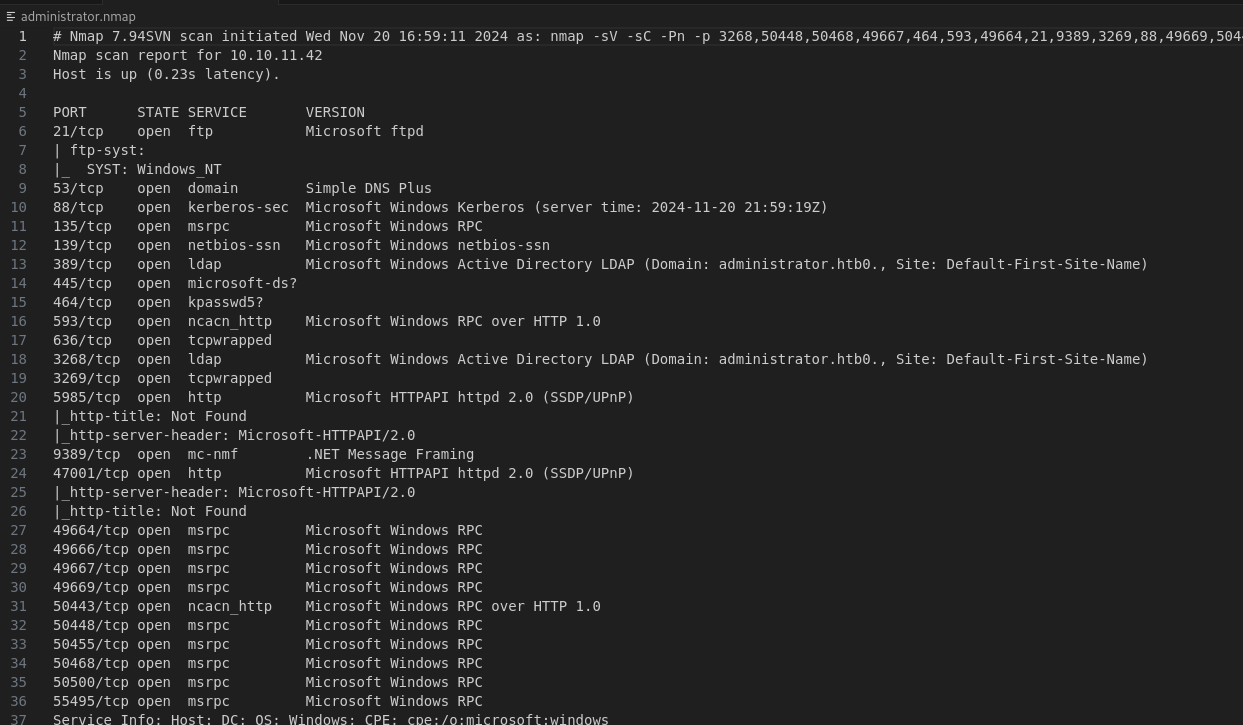 administrator.nmap
1 # Nmap 7.94SVN scan initiated Wed Nov 20 16:59:11 2024 as: nmap -sV -sC -Pn -p 3268,50448,50468,49667,464,593,49664,21,9389,3269,88,49669,504
2 Nmap scan report for 10.10.11.42
3 Host is up (0.23s latency).
4
5 PORT      STATE SERVICE       VERSION
6 21/tcp    open  ftp           Microsoft ftpd
7 | ftp-syst:
8 |_  SYST: Windows_NT
9 53/tcp    open  domain        Simple DNS Plus
10 88/tcp    open  kerberos-sec  Microsoft Windows Kerberos (server time: 2024-11-20 21:59:19Z)
11 135/tcp   open  msrpc         Microsoft Windows RPC
12 139/tcp   open  netbios-ssn   Microsoft Windows netbios-ssn
13 389/tcp   open  ldap          Microsoft Windows Active Directory LDAP (Domain: administrator.htb0., Site: Default-First-Site-Name)
14 445/tcp   open  microsoft-ds?
15 464/tcp   open  kpasswd5?
16 593/tcp   open  ncacn_http    Microsoft Windows RPC over HTTP 1.0
17 636/tcp   open  tcpwrapped
18 3268/tcp  open  ldap          Microsoft Windows Active Directory LDAP (Domain: administrator.htb0., Site: Default-First-Site-Name)
19 3269/tcp  open  tcpwrapped
20 5985/tcp  open  http          Microsoft HTTPAPI httpd 2.0 (SSDP/UPnP)
21 |_http-title: Not Found
22 |_http-server-header: Microsoft-HTTPAPI/2.0
23 9389/tcp  open  mc-nmf        .NET Message Framing
24 47001/tcp open  http          Microsoft HTTPAPI httpd 2.0 (SSDP/UPnP)
25 |_http-server-header: Microsoft-HTTPAPI/2.0
26 |_http-title: Not Found
27 49664/tcp open  msrpc         Microsoft Windows RPC
28 49666/tcp open  msrpc         Microsoft Windows RPC
29 49667/tcp open  msrpc         Microsoft Windows RPC
30 49669/tcp open  msrpc         Microsoft Windows RPC
31 50443/tcp open  ncacn_http    Microsoft Windows RPC over HTTP 1.0
32 50448/tcp open  msrpc         Microsoft Windows RPC
33 50455/tcp open  msrpc         Microsoft Windows RPC
34 50468/tcp open  msrpc         Microsoft Windows RPC
35 50500/tcp open  msrpc         Microsoft Windows RPC
36 55495/tcp open  msrpc         Microsoft Windows RPC
37 Service Info: Host: DC; OS: Windows; CPE: cpe:/o:microsoft:windows